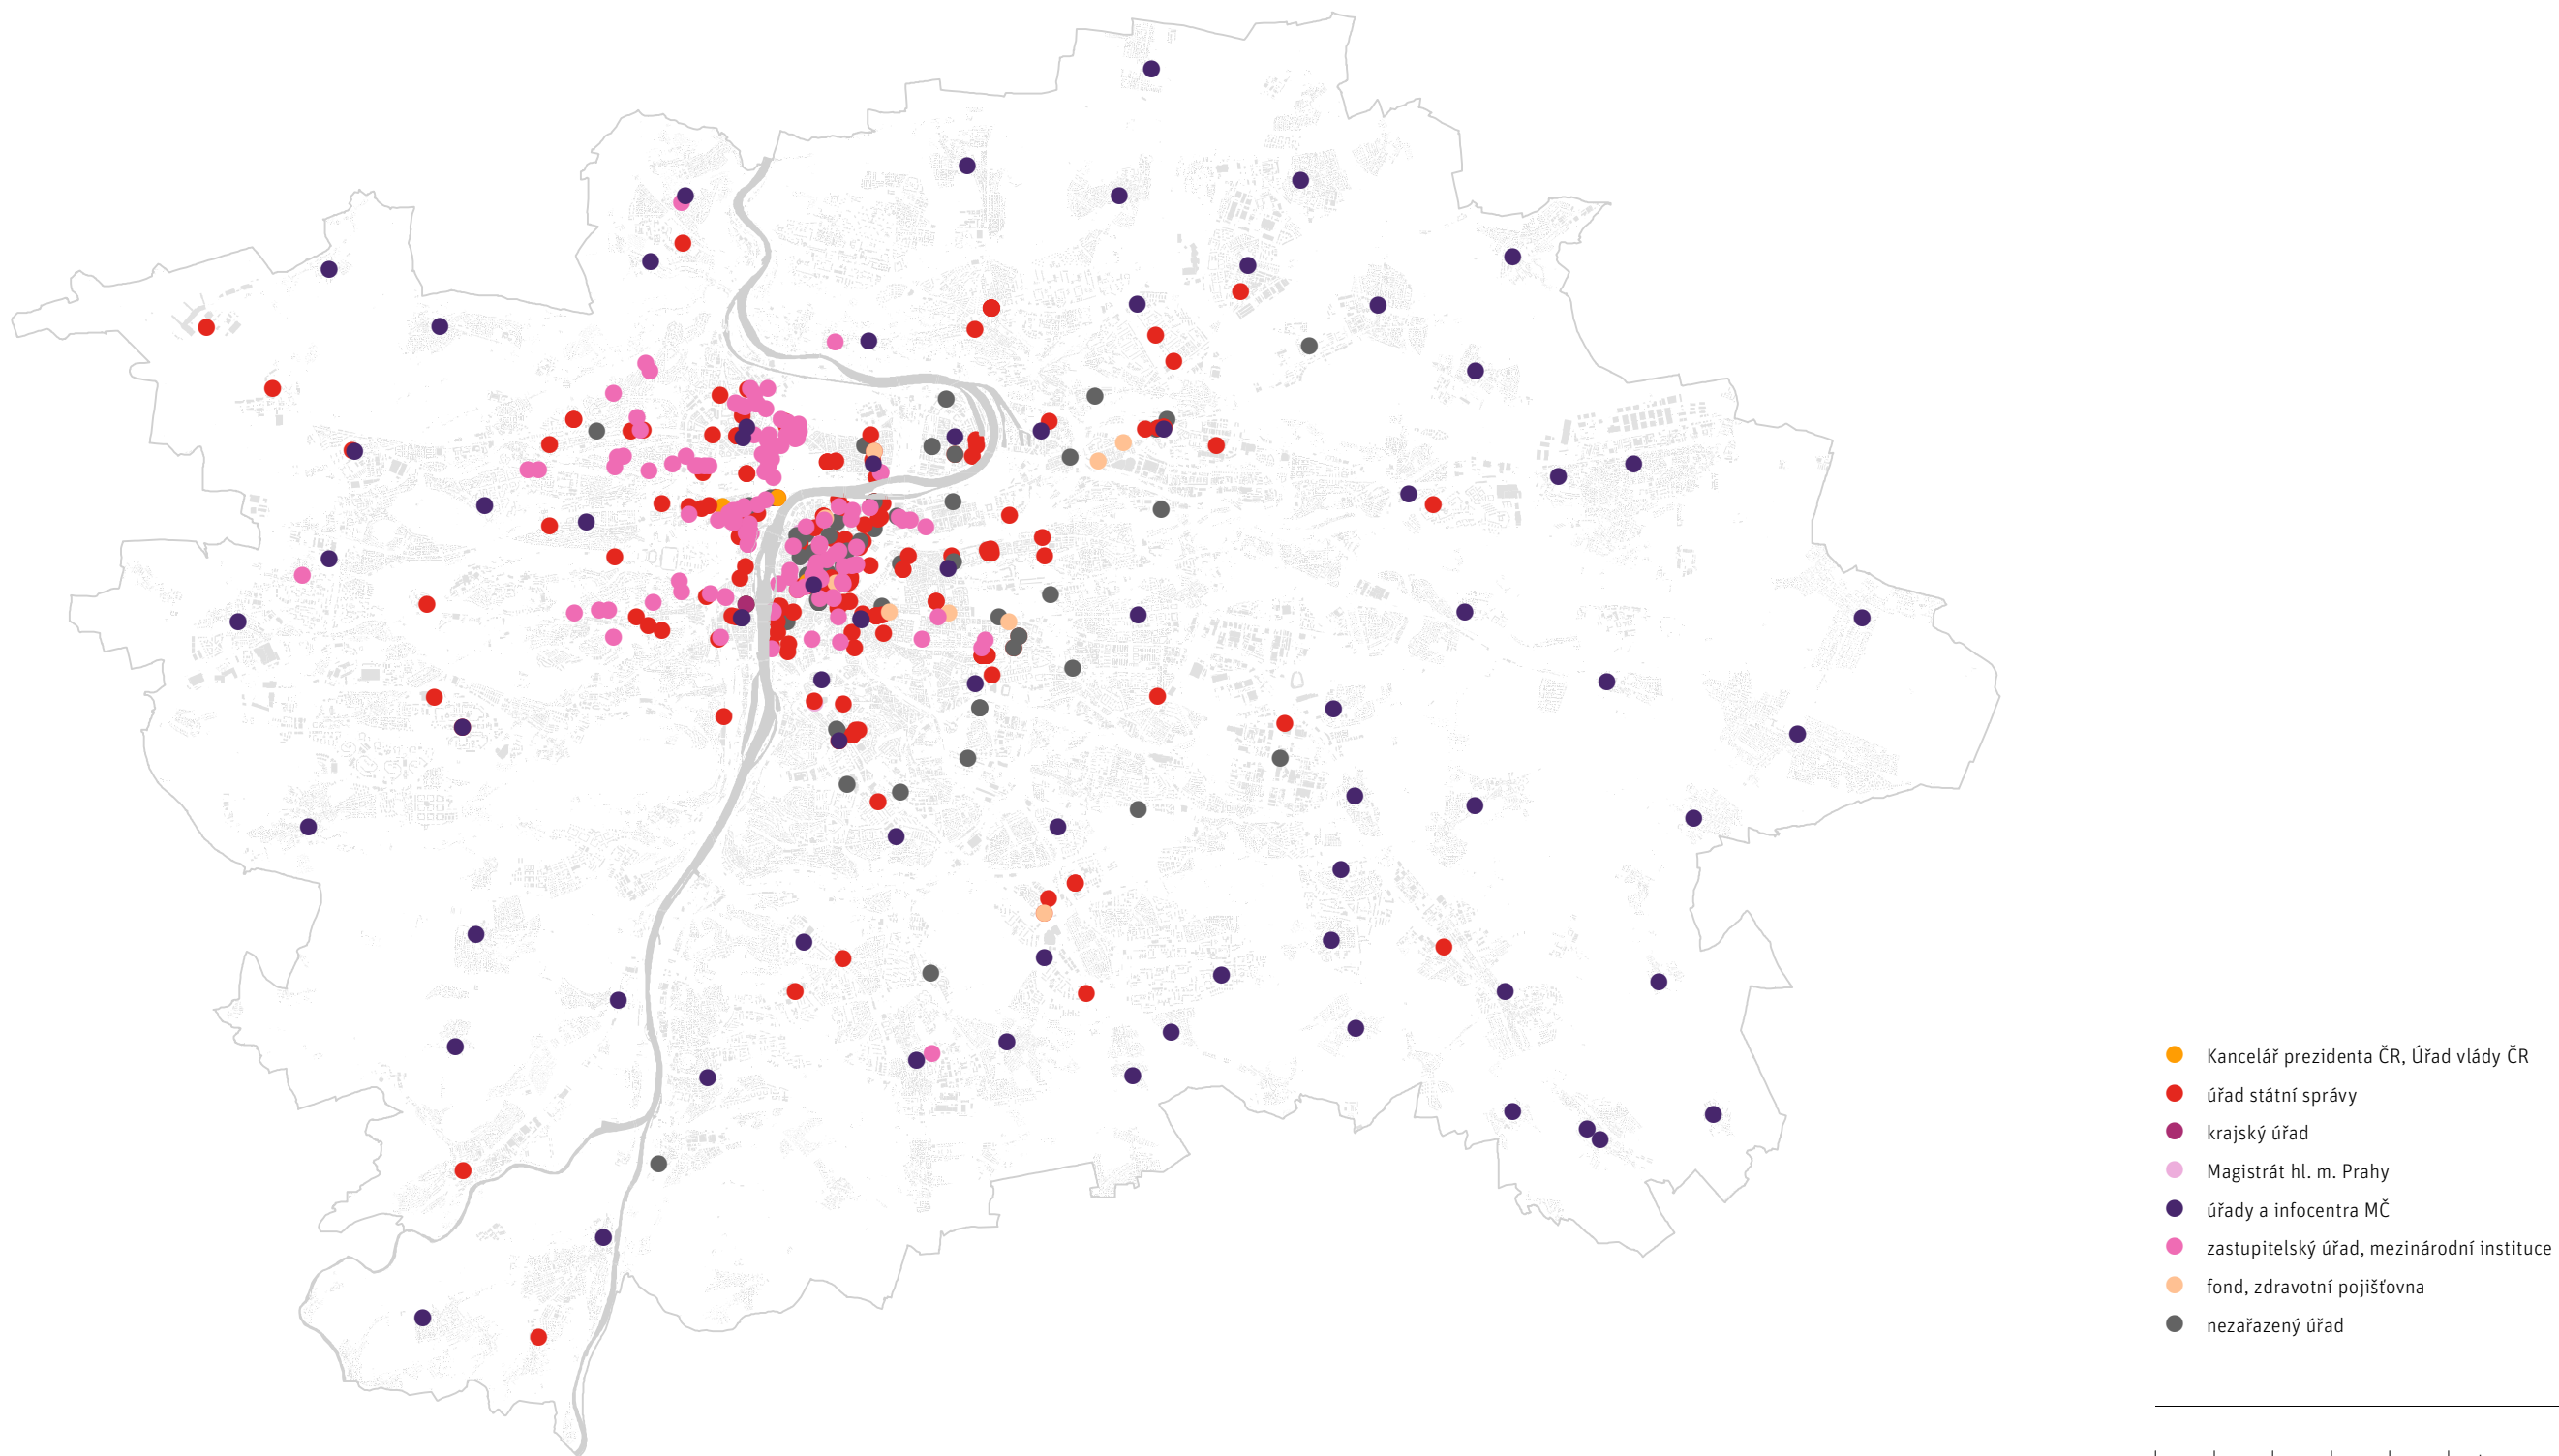 Kancelář prezidenta ČR, Úřad vlády ČR
úřad státní správy
krajský úřad
Magistrát hl. m. Prahy
úřady a infocentra MČ
zastupitelský úřad, mezinárodní instituce
fond, zdravotní pojišťovna
nezařazený úřad